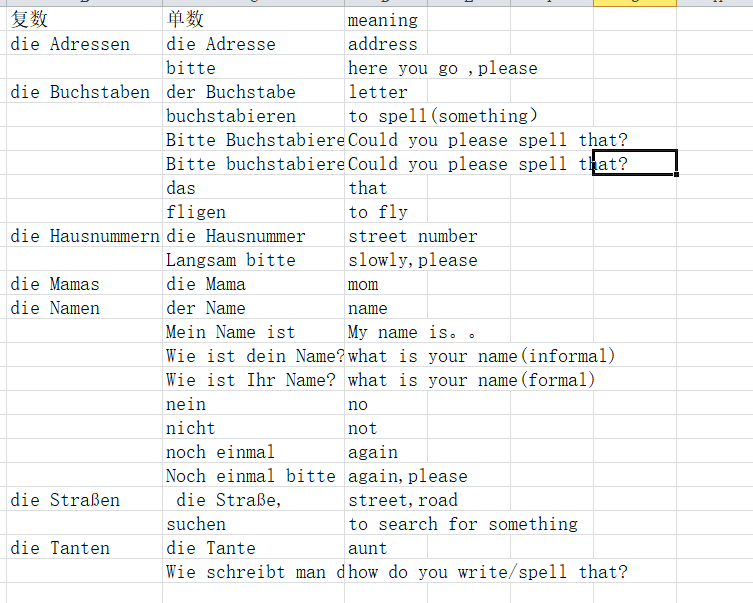 复数 单数 meaning
die Adressen die Adresse address
bitte here you go ,please
die Buchstaben der Buchstabe letter
buchstabieren to spell(something）
Bitte Buchstabiere Could you please spell that?
Bitte buchstabiere Could you please spell that?
das that
fligen to fly
die Hausnummern die Hausnummer street number
Langsam bitte slowly,please
die Mamas die Mama mom
die Namen der Name name
Mein Name ist My name is。。
Wie ist dein Name? what is your name(informal)
Wie ist Ihr Name? what is your name(formal)
nein no
nicht not
noch einmal again
Noch einmal bitte again,please
die Straßen die Straße, street,road
suchen to search for something
die Tanten die Tante aunt
Wie schreibt man d how do you write/spell that?